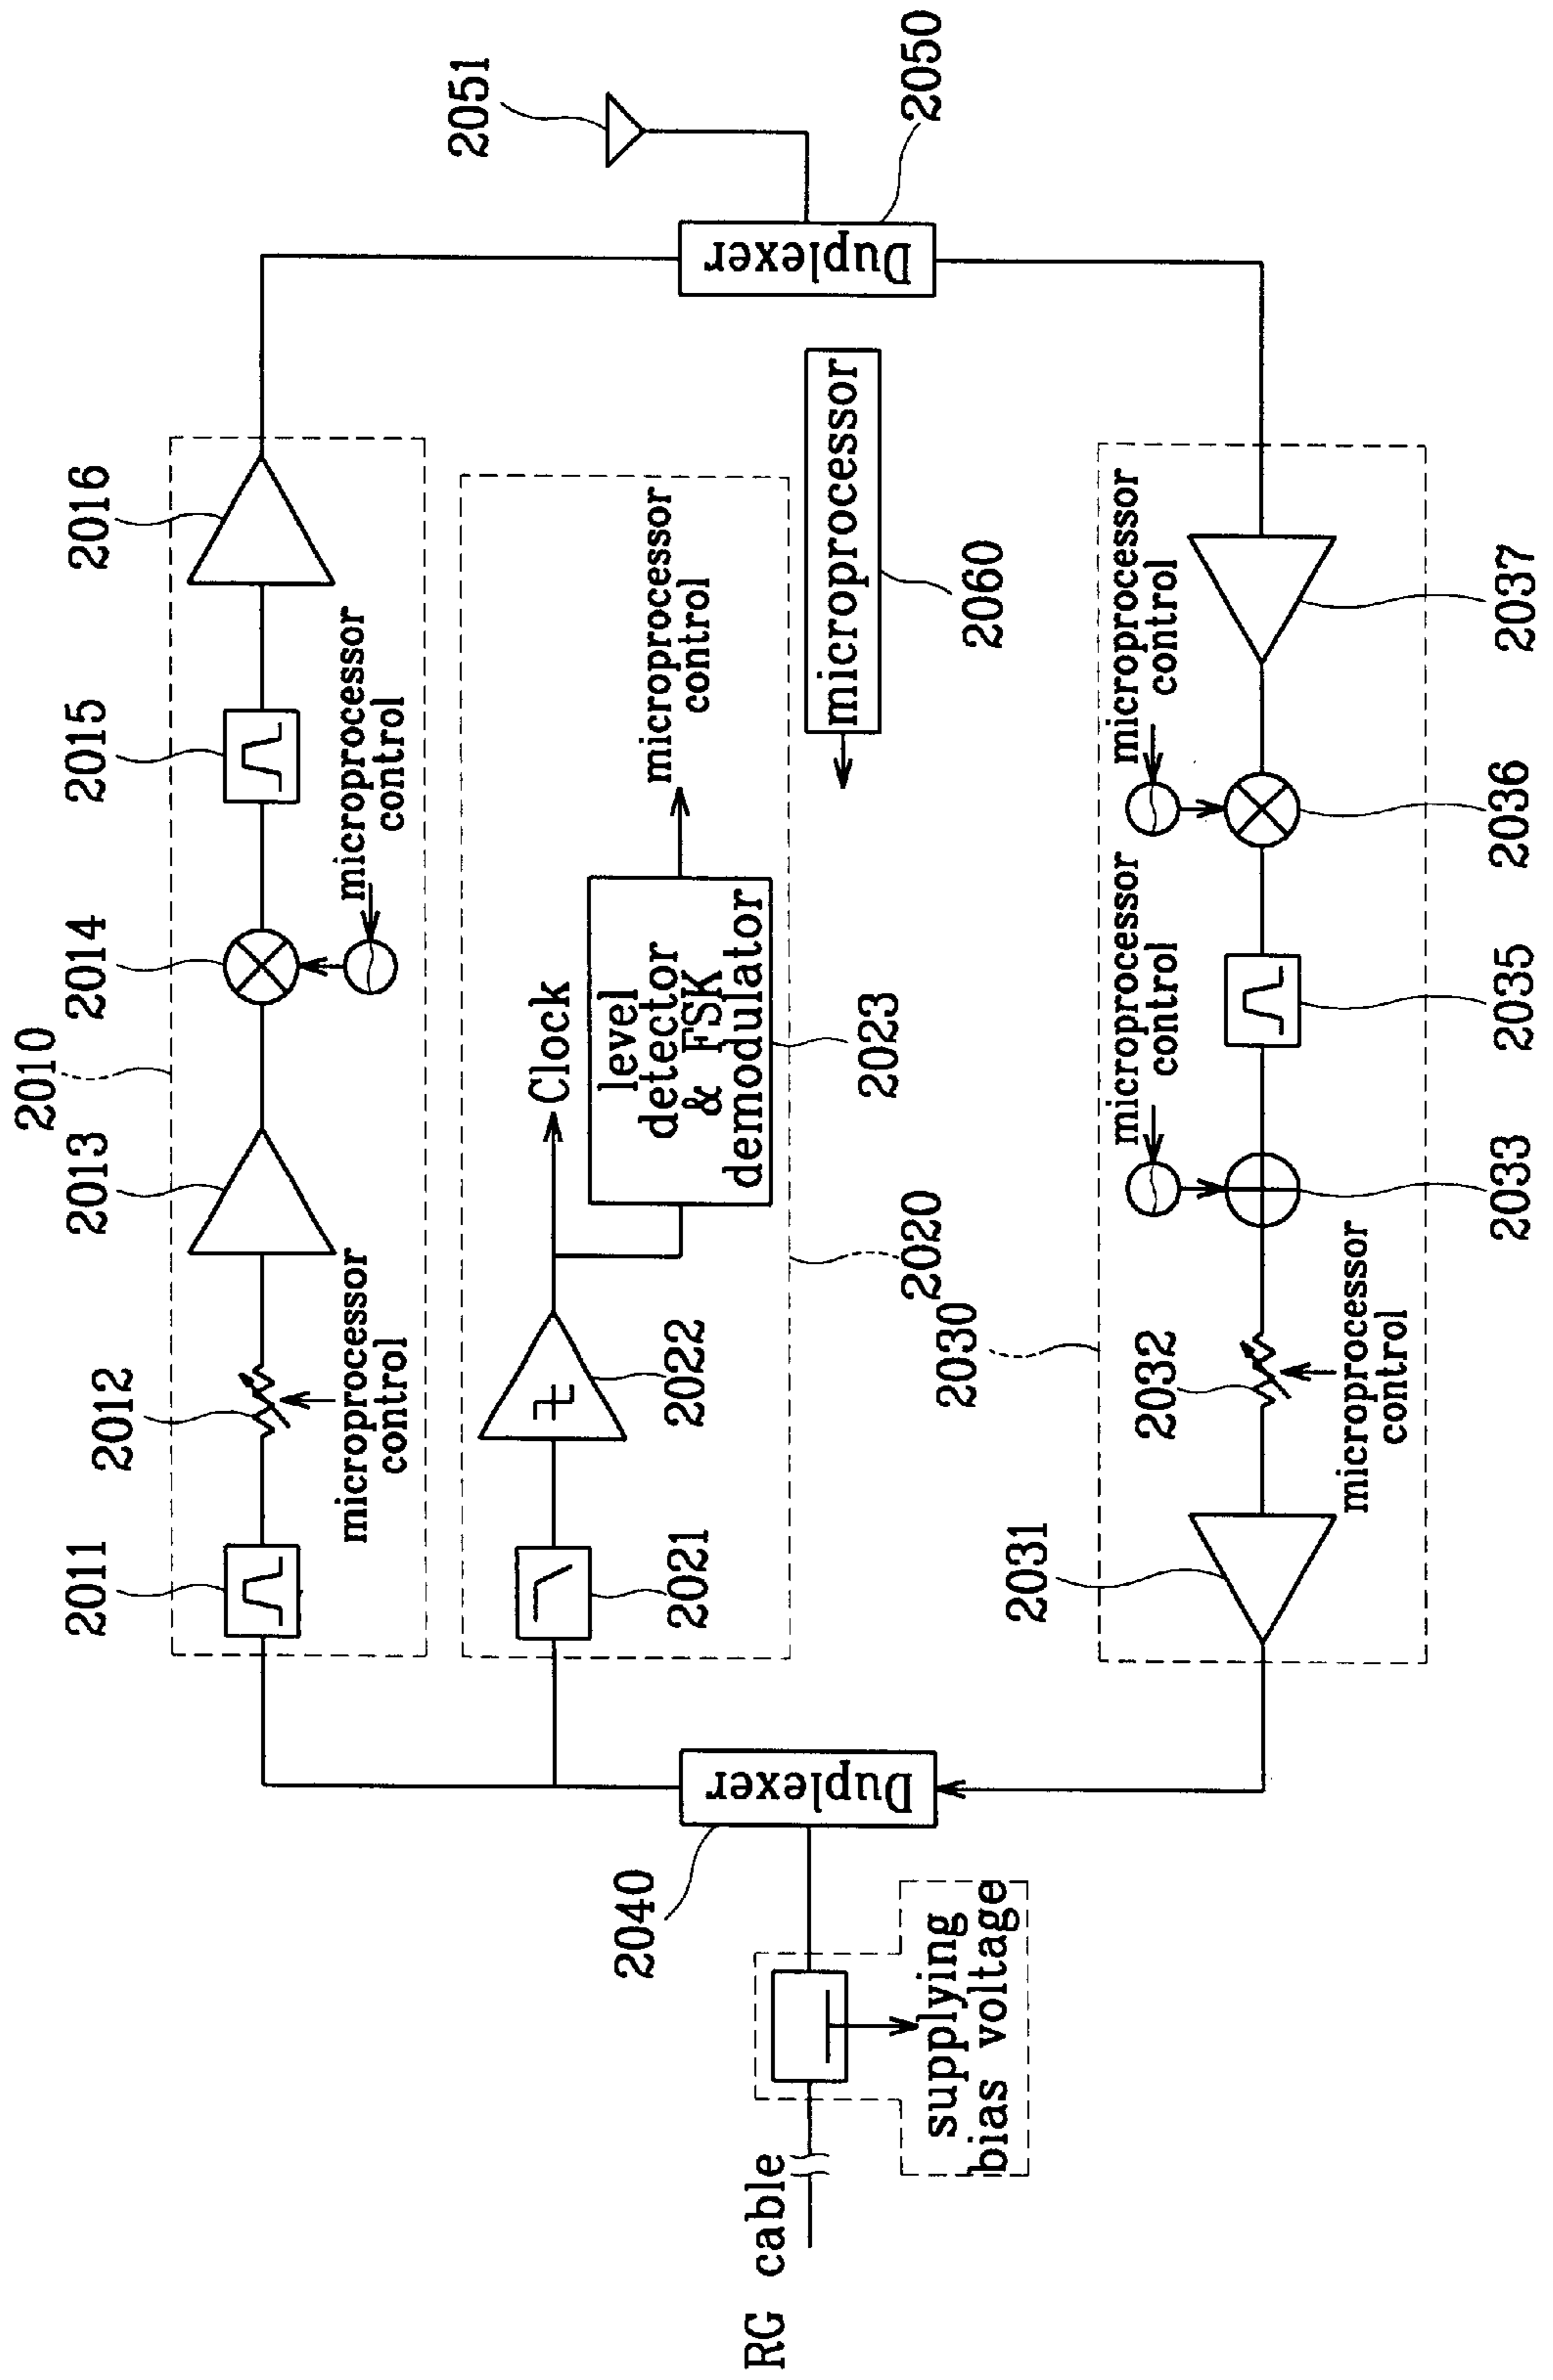 2010
2011
2012
2013
2014
2015
2016
microprocessor
control
microprocessor
control
2051
2021
2022
Clock
level
detector
& FSK
demodulator
2023
microprocessor
control
2020
2040
Duplexer
RG cable
supplying
bias voltage
microprocessor
2060
Duplexer
2050
2030
2031
2032
microprocessor
control
microprocessor
control
microprocessor
control
2033
2035
2036
2037